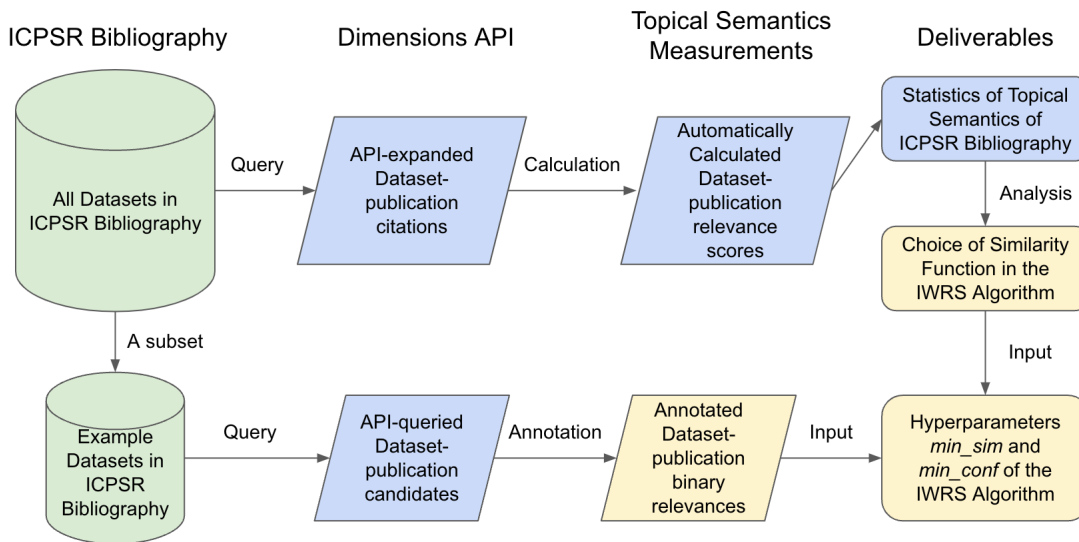 ICPSR Bibliography
Dimensions API
Topical Semantics
Measurements
Deliverables
All Datasets in
ICPSR Bibliography
Query
API-expanded
Dataset-
publication
citations
Calculation
Automatically
Calculated
Dataset-
publication
relevance
scores
Statistics of Topical
Semantics of
ICPSR Bibliography
Analysis
Choice of Similarity
Function in the
IWRS Algorithm
Input
A subset
Example
Datasets in
ICPSR
Bibliography
Query
API-queried
Dataset-
publication
candidates
Annotation
Annotated
Dataset-
publication
binary
relevances
Input
Hyperparameters
min_sim and
min_conf of the
IWRS Algorithm